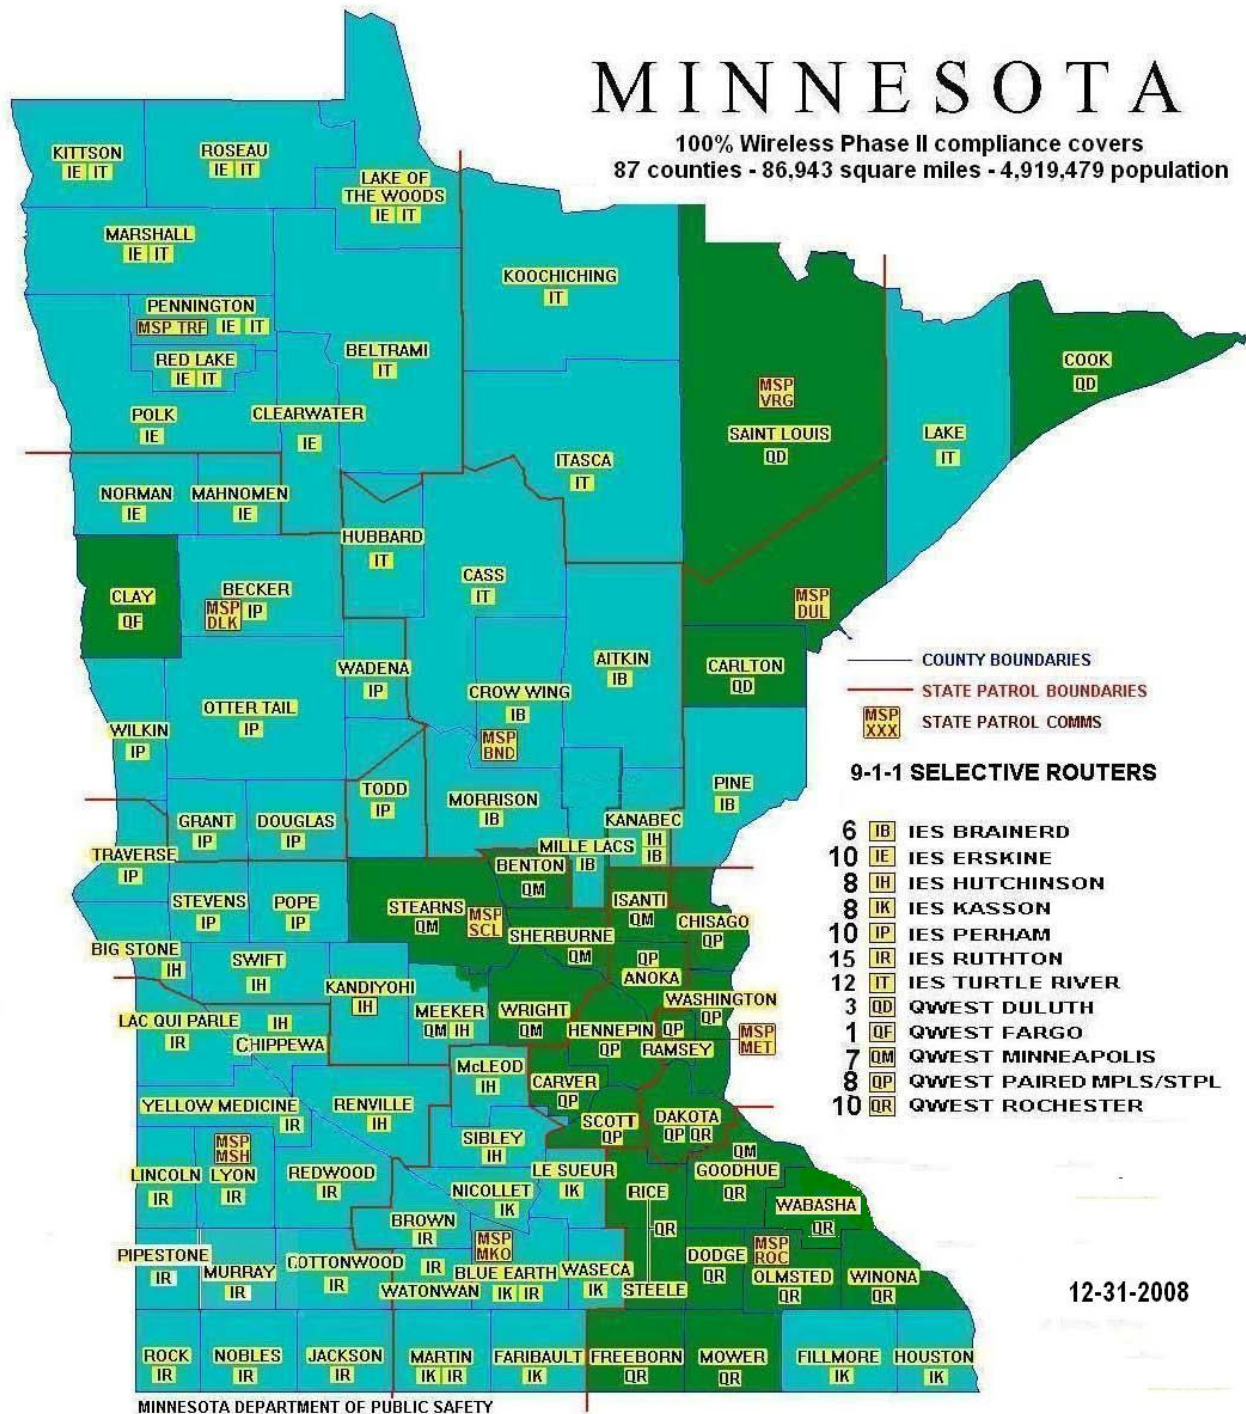 MINNESOTA
100% Wireless Phase II compliance covers
87 counties - 86,943 square miles - 4,919,479 population
KITTSON
IE IT
ROSEAU
IE IT
LAKE OF
THE WOODS
IE IT
MARSHALL
IE IT
KOOCHICHING
IT
PENNINGTON
MSP TRF IE IT
RED LAKE
IE IT
BELTRAMI
IT
COOK
QD
MSP
VRG
SAINT LOUIS
QD
POLK
IE
CLEARWATER
IE
LAKE
IT
ITASCA
IT
NORMAN
IE
MAHNOMEN
IE
HUBBARD
IT
CASS
IT
CLAY
QF
BECKER
MSP
DLK
IP
MSP
DUL
WADENA
IP
AITKIN
IB
CARLTON
QD
CROW WING
IB
MSP
BND
OTTER TAIL
IP
WILKIN
IP
COUNTY BOUNDARIES
STATE PATROL BOUNDARIES
MSP
XXX
STATE PATROL COMMS
9-1-1 SELECTIVE ROUTERS
6 IB IES BRAINERD
10 IE IES ERSKINE
8 IH IES HUTCHINSON
8 IK IES KASSON
10 IP IES PERHAM
15 IR IES RUTHTON
12 IT IES TURTLE RIVER
3 QD QWEST DULUTH
1 QF QWEST FARGO
7 QM QWEST MINNEAPOLIS
8 QP QWEST PAIRED MPLS/STPL
10 QR QWEST ROCHESTER
TODD
IP
MORRISON
IB
PINE
IB
GRANT
IP
DOUGLAS
IP
KANABEC
IH
IB
MILLE LACS
IB
TRAVERSE
IP
BENTON
QM
STEVENS
IP
POPE
IP
STEARNS
QM
MSP
SCL
ISANTI
QM
CHISAGO
QP
SHERBURNE
QM
BIG STONE
IH
SWIFT
IH
QP
ANOKA
KANDIYOHI
IH
MEEKER
QM IH
WRIGHT
QM
WASHINGTON
QP
LAC QUI PARLE
IR
IH
CHIPPEWA
HENNEPIN
QP
QP
RAMSEY
MSP
MET
McLEOD
IH
CARVER
QP
YELLOW MEDICINE
IR
RENVILLE
IH
SCOTT
QP
DAKOTA
QP QR
SIBLEY
IH
QM
GOODHUE
QR
LINCOLN
IR
MSP
MSH
LYON
IR
REDWOOD
IR
LE SUEUR
IK
NICOLLET
IK
RICE
QR
WABASHA
QR
BROWN
IR
PIPESTONE
IR
MURRAY
IR
COTTONWOOD
IR
IR
WATONWAN
MSP
MKO
BLUE EARTH
IK IR
WASECA
IK
STEELE
DODGE
QR
MSP
ROC
OLMSTED
QR
WINONA
QR
12-31-2008
ROCK
IR
NOBLES
IR
JACKSON
IR
MARTIN
IK IR
FARIBAULT
IK
FREEBORN
QR
MOWER
QR
FILLMORE
IK
HOUSTON
IK
MINNESOTA DEPARTMENT OF PUBLIC SAFETY